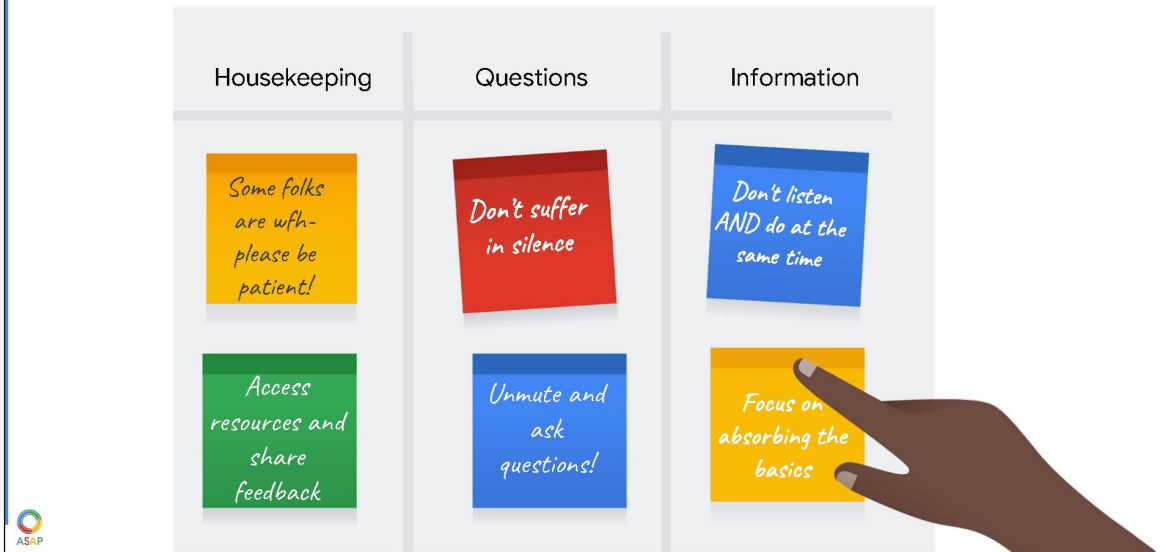 Housekeeping
Questions
Information
Some folks
are wfh-
please be
patient!
Don't suffer
in silence
Don't listen
AND do at the
same time
Access
resources and
share
feedback
Unmute and
ask
questions!
Focus on
absorbing the
basics
ASAP